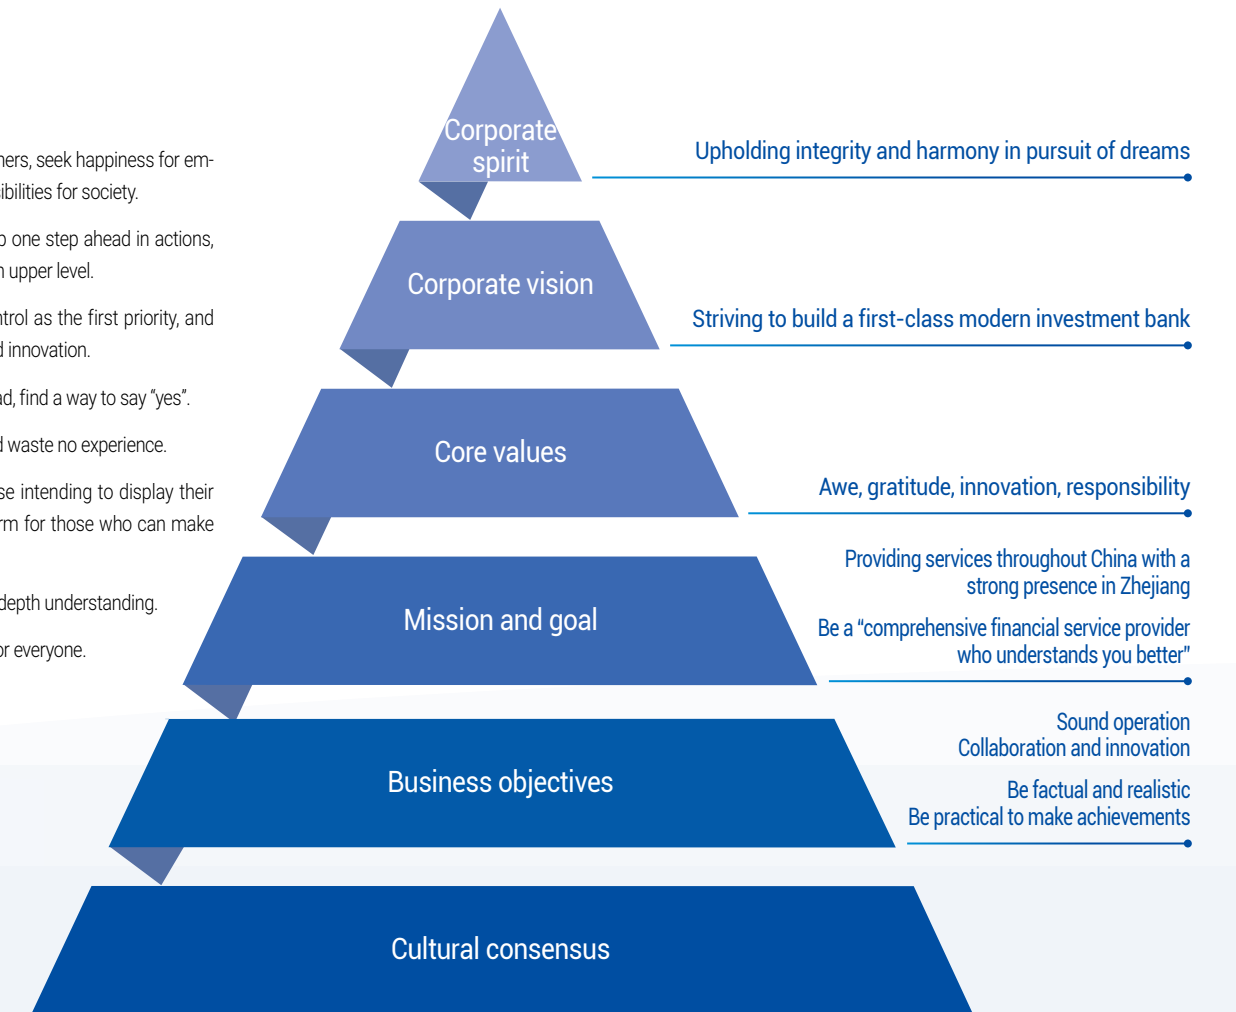 ners, seek happiness for em-
ibilities for society.
p one step ahead in actions,
n upper level.
ntrol as the first priority, and
d innovation.
ad, find a way to say “yes”.
d waste no experience.
se intending to display their
rm for those who can make
depth understanding.
or everyone.
Corporate
spirit
Upholding integrity and harmony in pursuit of dreams
Corporate vision
Striving to build a first-class modern investment bank
Core values
Awe, gratitude, innovation, responsibility
Mission and goal
Providing services throughout China with a
strong presence in Zhejiang
Be a “comprehensive financial service provider
who understands you better”
Business objectives
Sound operation
Collaboration and innovation
Be factual and realistic
Be practical to make achievements
Cultural consensus